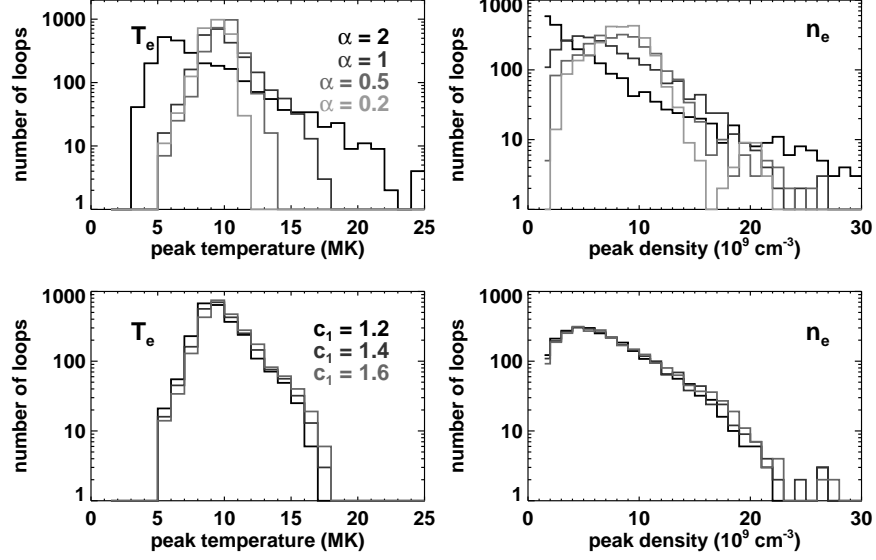 1000
100
10
1
number of loops
T_e
α = 2
α = 1
α = 0.5
α = 0.2
0 5 10 15 20 25
peak temperature (MK)
1000
100
10
1
number of loops
n_e
0 10 20 30
peak density (10^9 cm^-3)
1000
100
10
1
number of loops
T_e
c_1 = 1.2
c_1 = 1.4
c_1 = 1.6
0 5 10 15 20 25
peak temperature (MK)
1000
100
10
1
number of loops
n_e
0 10 20 30
peak density (10^9 cm^-3)